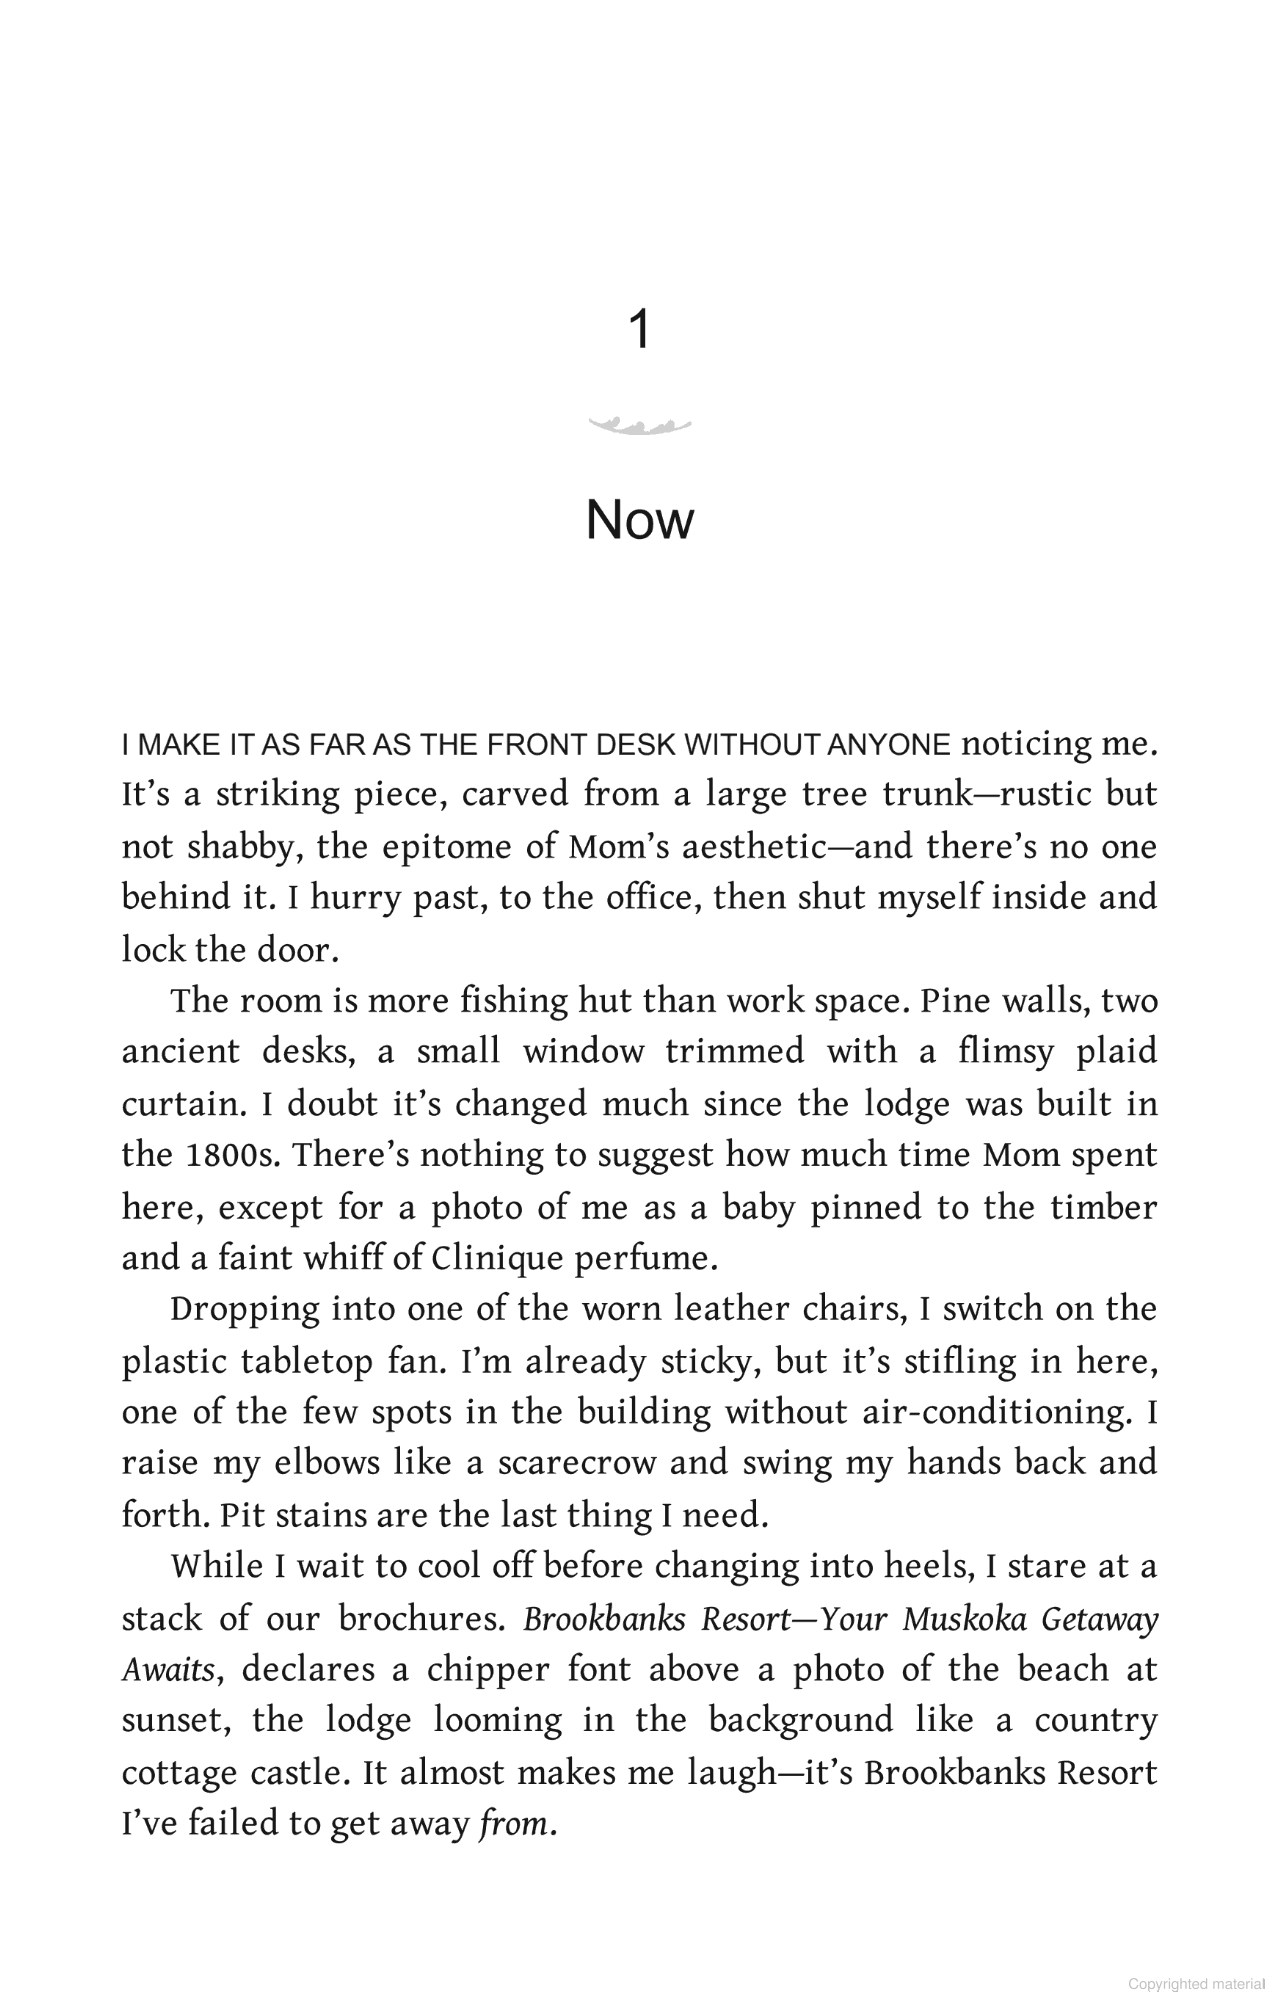 1
Now
I MAKE IT AS FAR AS THE FRONT DESK WITHOUT ANYONE noticing me.
It’s a striking piece, carved from a large tree trunk—rustic but
not shabby, the epitome of Mom’s aesthetic—and there’s no one
behind it. I hurry past, to the office, then shut myself inside and
lock the door.
The room is more fishing hut than work space. Pine walls, two
ancient desks, a small window trimmed with a flimsy plaid
curtain. I doubt it’s changed much since the lodge was built in
the 1800s. There’s nothing to suggest how much time Mom spent
here, except for a photo of me as a baby pinned to the timber
and a faint whiff of Clinique perfume.
Dropping into one of the worn leather chairs, I switch on the
plastic tabletop fan. I’m already sticky, but it’s stifling in here,
one of the few spots in the building without air-conditioning. I
raise my elbows like a scarecrow and swing my hands back and
forth. Pit stains are the last thing I need.
While I wait to cool off before changing into heels, I stare at a
stack of our brochures. Brookbanks Resort—Your Muskoka Getaway
Awaits, declares a chipper font above a photo of the beach at
sunset, the lodge looming in the background like a country
cottage castle. It almost makes me laugh—it’s Brookbanks Resort
I’ve failed to get away from.
Copyrighted material